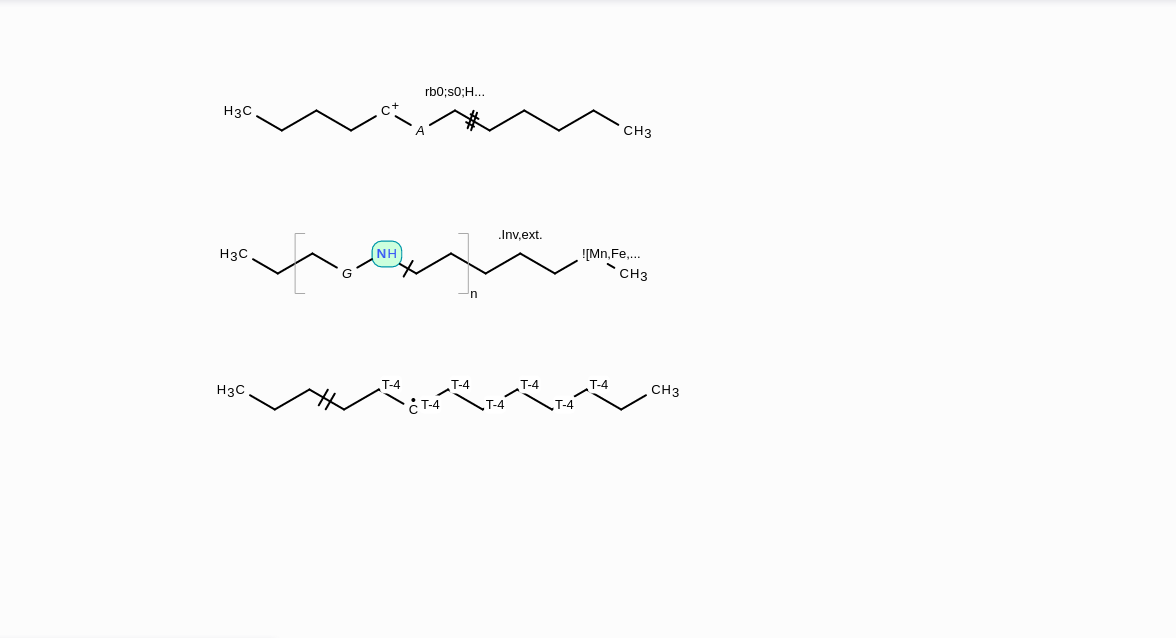 rb0;s0;H...
H3C C+ A CH3
.Inv,ext.
H3C G NH ![Mn,Fe,... CH3
n
T-4 T-4 T-4 T-4
H3C C T-4 T-4 T-4 CH3